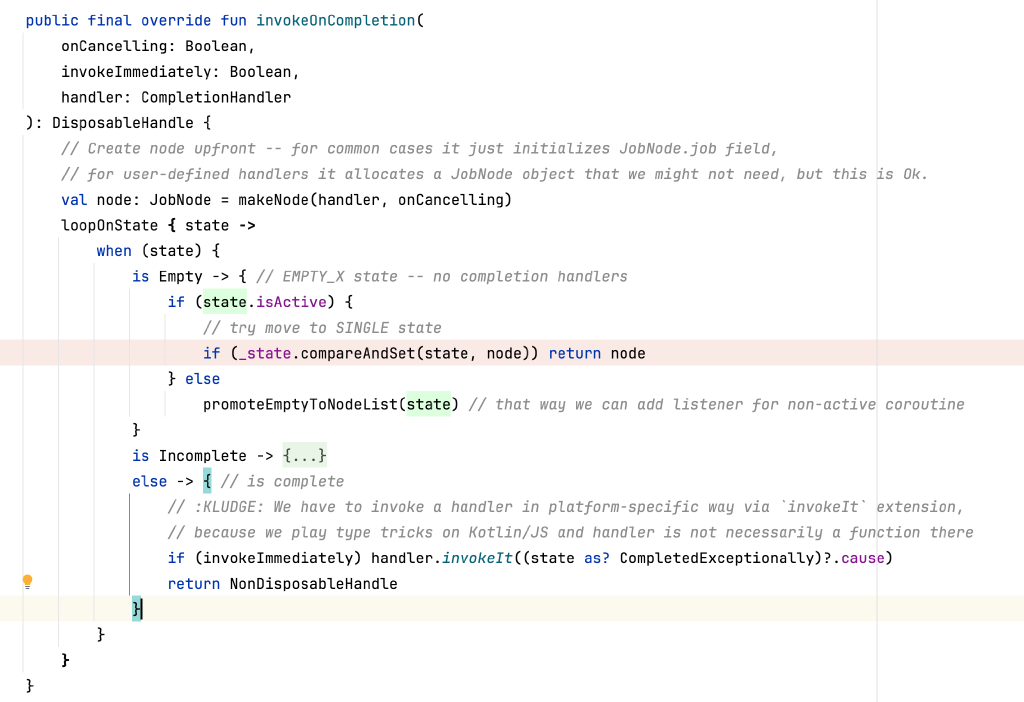 public final override fun invokeOnCompletion(
    onCancelling: Boolean,
    invokeImmediately: Boolean,
    handler: CompletionHandler
): DisposableHandle {
    // Create node upfront -- for common cases it just initializes JobNode.job field,
    // for user-defined handlers it allocates a JobNode object that we might not need, but this is Ok.
    val node: JobNode = makeNode(handler, onCancelling)
    loopOnState { state ->
        when (state) {
            is Empty -> { // EMPTY_X state -- no completion handlers
                if (state.isActive) {
                    // try move to SINGLE state
                    if (_state.compareAndSet(state, node)) return node
                } else
                    promoteEmptyToNodeList(state) // that way we can add listener for non-active coroutine
            }
            is Incomplete -> {...}
            else -> { // is complete
                // :KLUDGE: We have to invoke a handler in platform-specific way via `invokeIt` extension,
                // because we play type tricks on Kotlin/JS and handler is not necessarily a function there
                if (invokeImmediately) handler.invokeIt((state as? CompletedExceptionally)?.cause)
                return NonDisposableHandle
            }
        }
    }
}